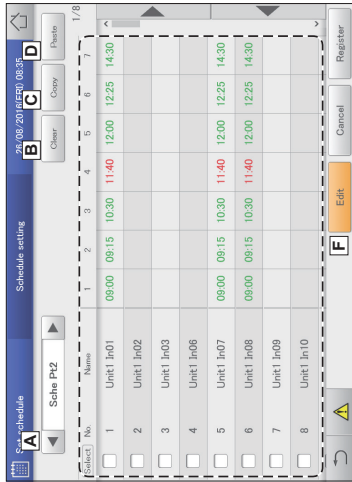 Set schedule Schedule setting 26/08/2016(FRI) 08:35
A B C D
Sche Pt2 Clear Copy Paste
1/8
Select No. Name 1 2 3 4 5 6 7
1 Unit1 In01 09:00 09:15 10:30 11:40 12:00 12:25 14:30
2 Unit1 In02
3 Unit1 In03
4 Unit1 In06
5 Unit1 In07 09:00 09:15 10:30 11:40 12:00 12:25 14:30
6 Unit1 In08 09:00 09:15 10:30 11:40 12:00 12:25 14:30
7 Unit1 In09
8 Unit1 In10
F
Edit Cancel Register